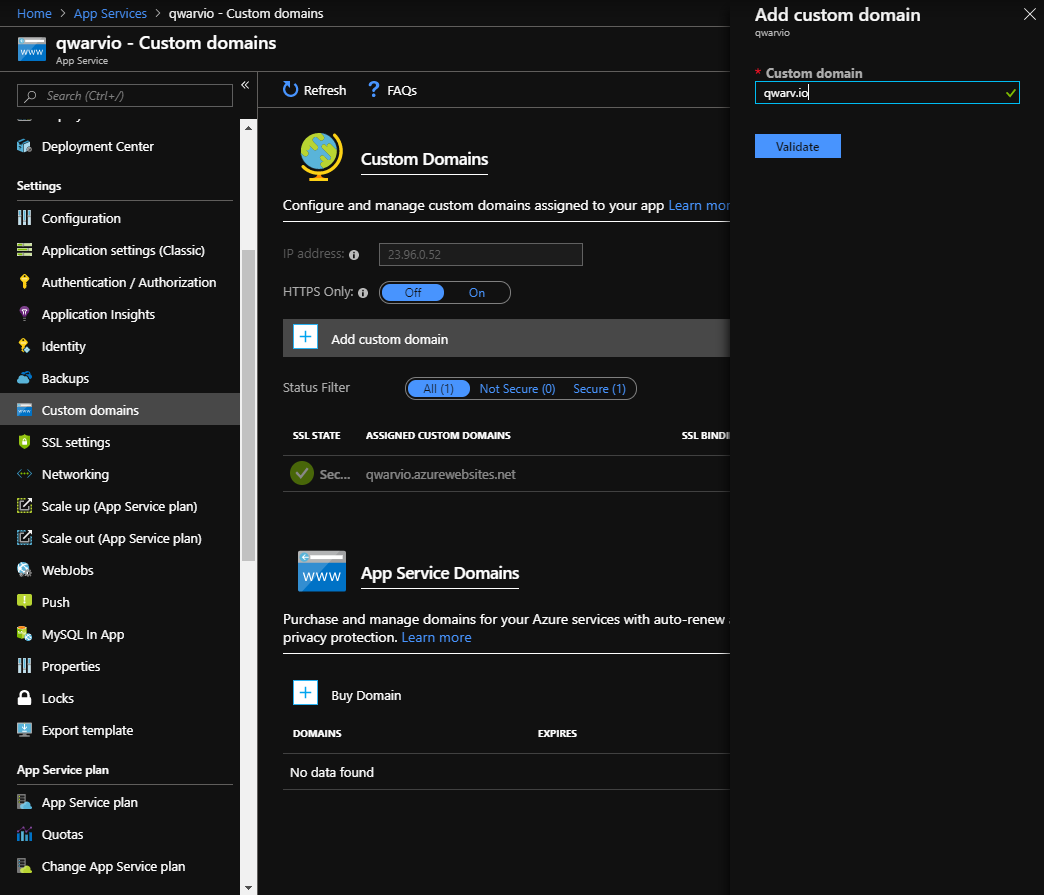 Home > App Services > qwarvio - Custom domains
qwarvio - Custom domains
App Service
Search (Ctrl+/)
Deployment Center
Settings
Configuration
Application settings (Classic)
Authentication / Authorization
Application Insights
Identity
Backups
Custom domains
SSL settings
Networking
Scale up (App Service plan)
Scale out (App Service plan)
WebJobs
Push
MySQL In App
Properties
Locks
Export template
App Service plan
App Service plan
Quotas
Change App Service plan
Refresh
FAQs
Custom Domains
Configure and manage custom domains assigned to your app Learn mor
IP address:
23.96.0.52
HTTPS Only:
Off On
Add custom domain
Status Filter
All (1) Not Secure (0) Secure (1)
SSL STATE ASSIGNED CUSTOM DOMAINS SSL BINDI
Sec... qwarvio.azurewebsites.net
www
App Service Domains
Purchase and manage domains for your Azure services with auto-renew
privacy protection. Learn more
Buy Domain
DOMAINS EXPIRES
No data found
Add custom domain
qwarvio
* Custom domain
qwarv.io
Validate